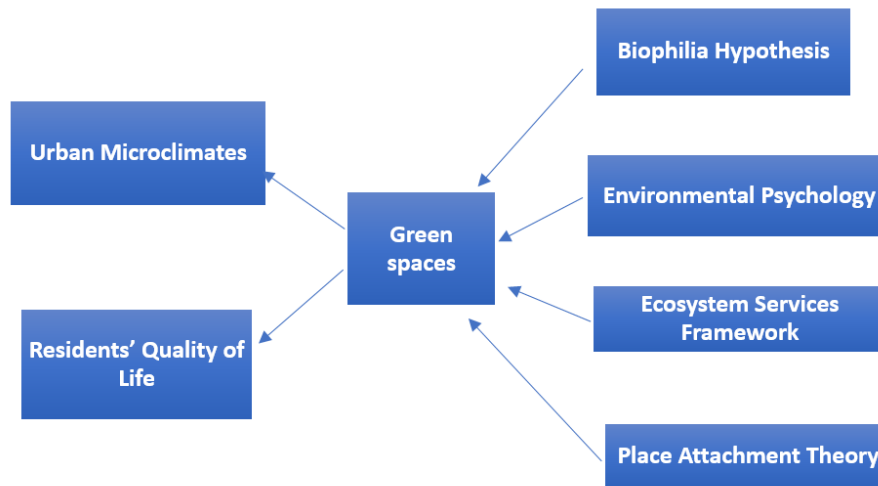 Biophilia Hypothesis
Urban Microclimates
Environmental Psychology
Green
spaces
Ecosystem Services
Framework
Residents’ Quality of
Life
Place Attachment Theory